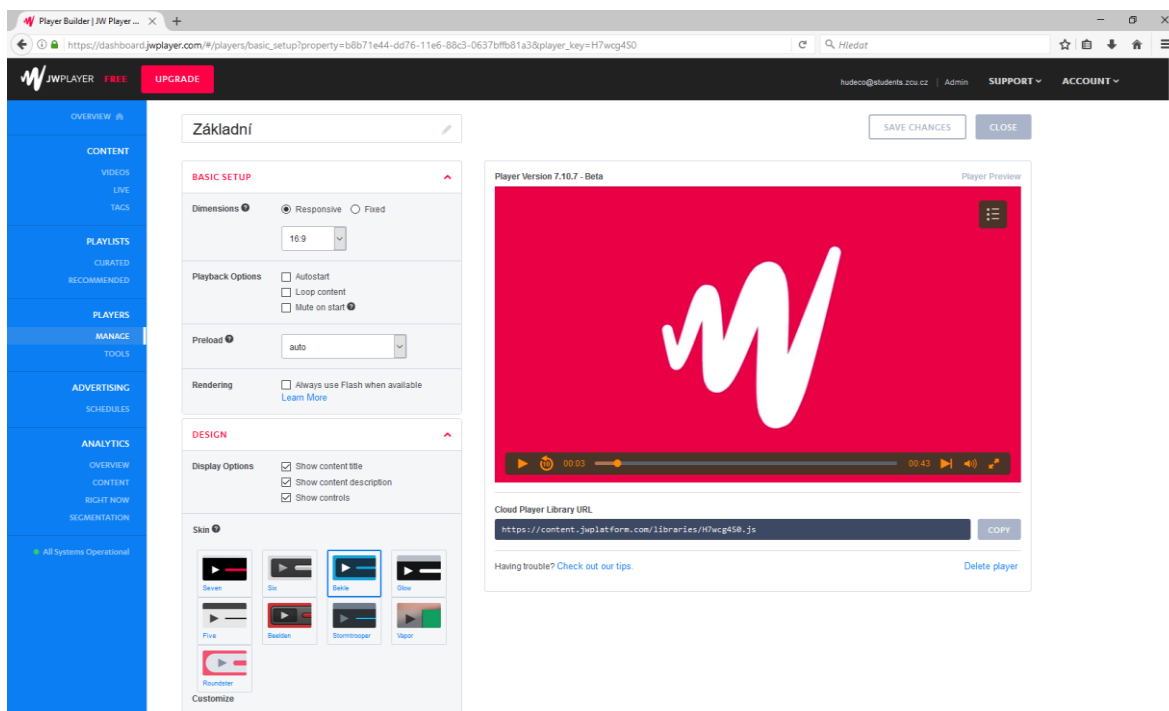 Player Builder | JW Player ...
https://dashboard.jwplayer.com/#/players/basic_setup?property=b8b71e44-dd76-11e6-88c3-0637bffb81a3&player_key=H7wcg4S0
Hledat
JWPLAYER FREE
UPGRADE
hudeco@students.zcu.cz | Admin
SUPPORT
ACCOUNT
OVERVIEW
CONTENT
VIDEOS
LIVE
TAGS
PLAYLISTS
CURATED
RECOMMENDED
PLAYERS
MANAGE
TOOLS
ADVERTISING
SCHEDULES
ANALYTICS
OVERVIEW
CONTENT
RIGHT NOW
SEGMENTATION
All Systems Operational
Základní
SAVE CHANGES
CLOSE
BASIC SETUP
Dimensions ?
Responsive
Fixed
16:9
Playback Options
Autostart
Loop content
Mute on start ?
Preload ?
auto
Rendering
Always use Flash when available
Learn More
DESIGN
Display Options
Show content title
Show content description
Show controls
Skin ?
Seven
Six
Bekle
Glow
Five
Beelden
Stormtrooper
Vapor
Roundster
Customize
Player Version 7.10.7 - Beta
Player Preview
10
00:03
00:43
Cloud Player Library URL
https://content.jwplatform.com/libraries/H7wcg4S0.js
COPY
Having trouble? Check out our tips.
Delete player